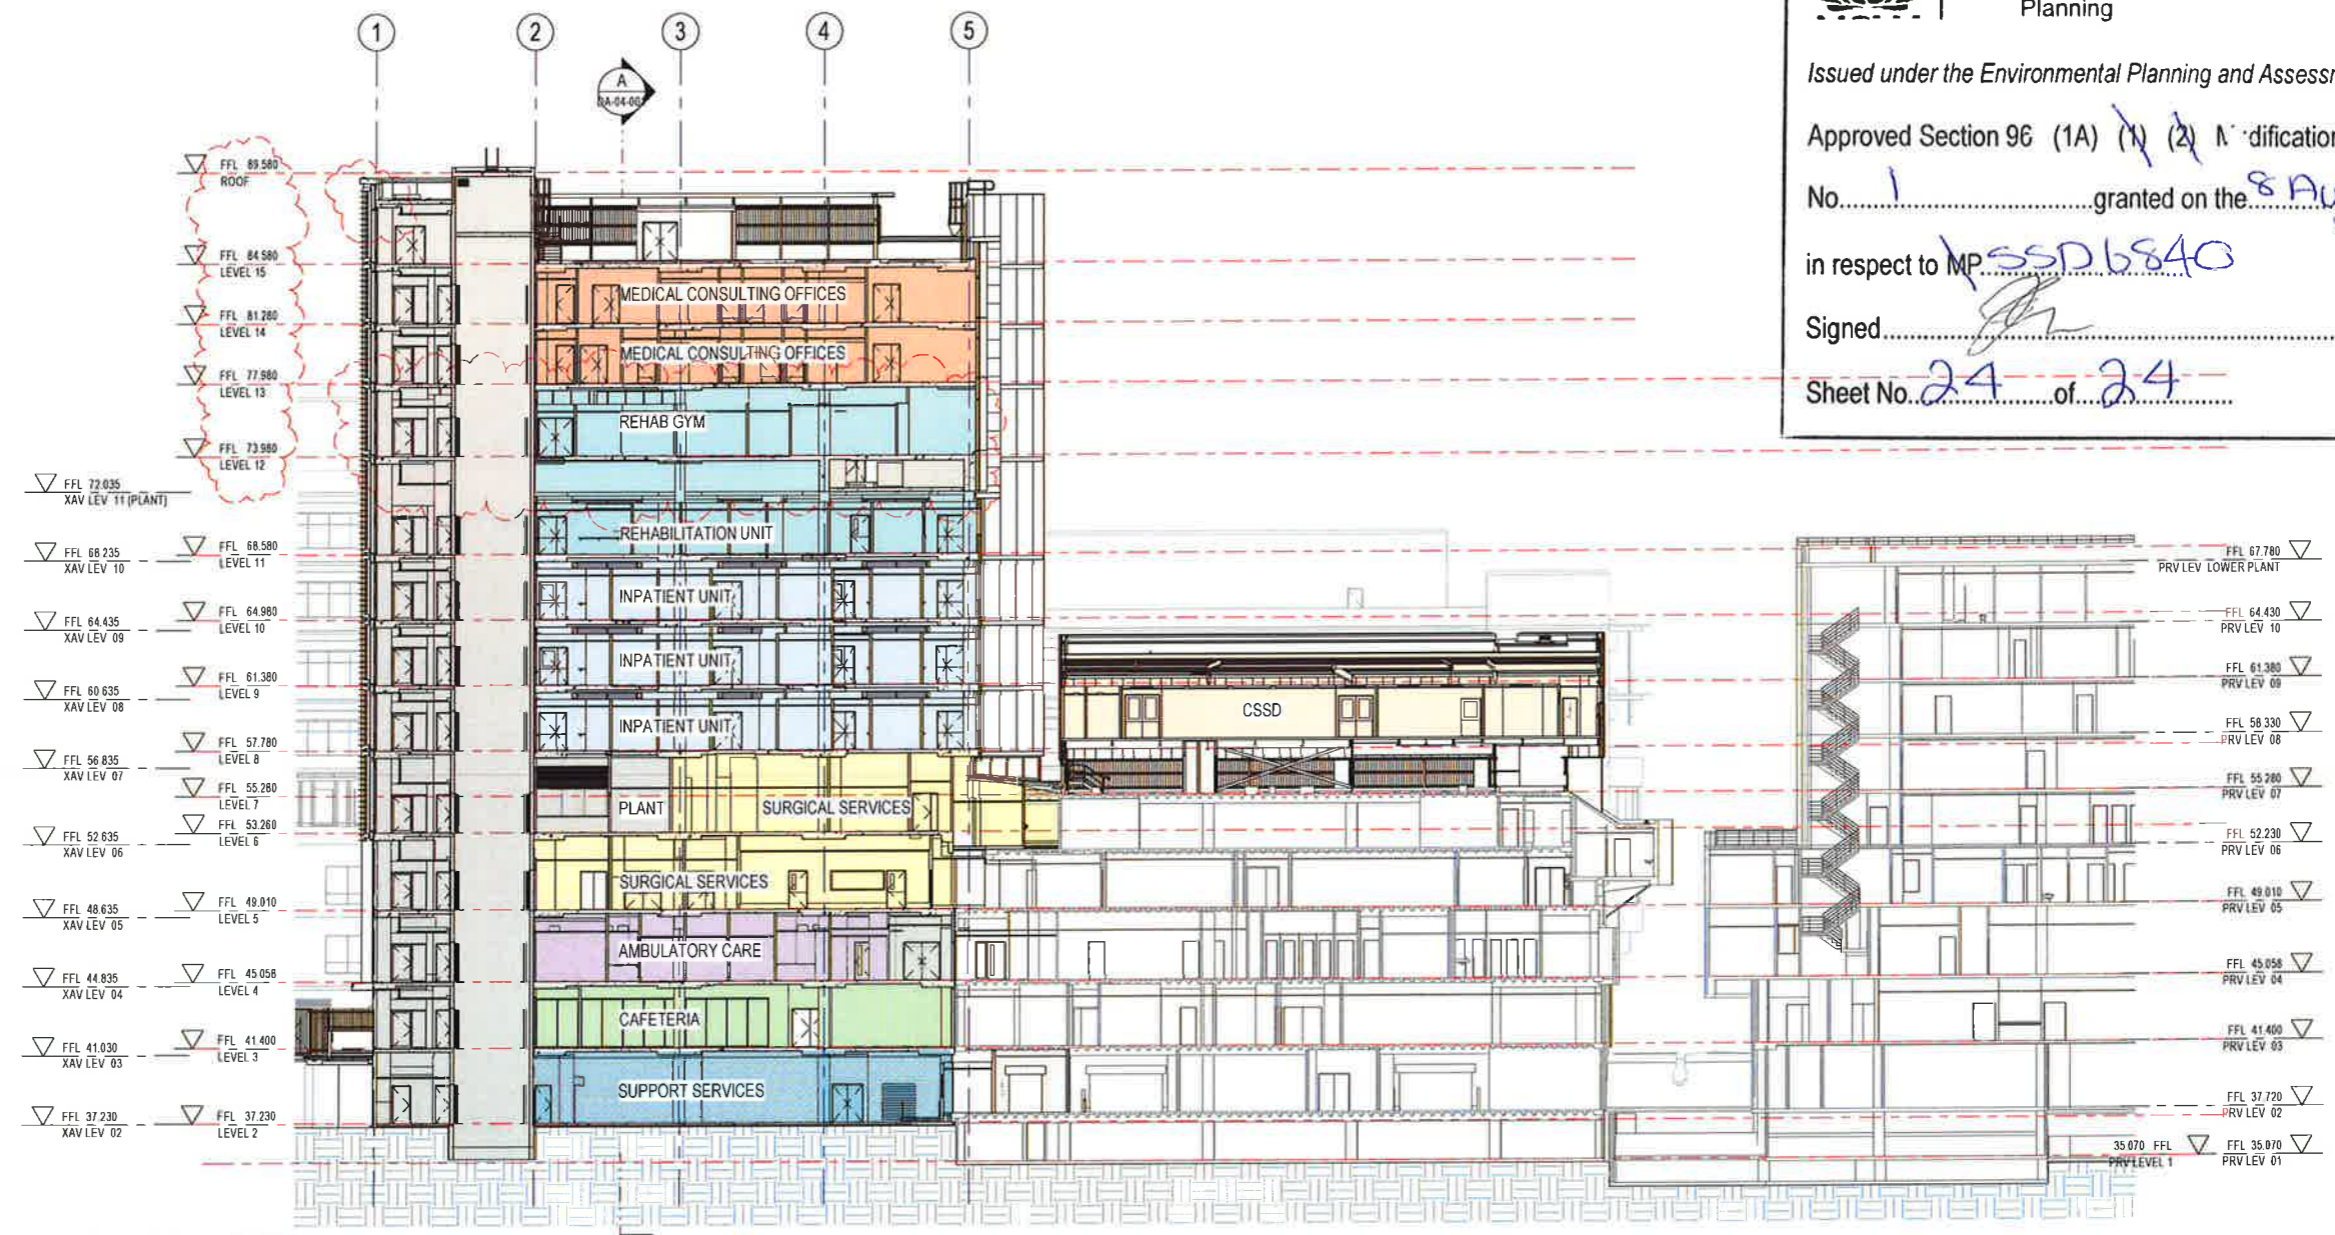 1
2
3
4
5
A
Planning
Issued under the Environmental Planning and
Approved Section 96 (1A) (1) (2)
No. 1 granted on the 8
in respect to MP SSD 6840
Signed
Sheet No. 24 of 24
FFL 89.580
ROOF
FFL 84.580
LEVEL 15
FFL 81.280
LEVEL 14
FFL 77.980
LEVEL 13
FFL 73.980
LEVEL 12
FFL 68.580
LEVEL 11
FFL 64.980
LEVEL 10
FFL 61.380
LEVEL 9
FFL 57.780
LEVEL 8
FFL 55.280
LEVEL 7
FFL 53.260
LEVEL 6
FFL 49.010
LEVEL 5
FFL 45.058
LEVEL 4
FFL 41.400
LEVEL 3
FFL 37.230
LEVEL 2
FFL 72.035
XAV LEV 11 (PLANT)
FFL 68.235
XAV LEV 10
FFL 64.435
XAV LEV 09
FFL 60.635
XAV LEV 08
FFL 56.835
XAV LEV 07
FFL 52.635
XAV LEV 06
FFL 48.635
XAV LEV 05
FFL 44.835
XAV LEV 04
FFL 41.030
XAV LEV 03
FFL 37.230
XAV LEV 02
MEDICAL CONSULTING OFFICES
MEDICAL CONSULTING OFFICES
REHAB GYM
REHABILITATION UNIT
INPATIENT UNIT
INPATIENT UNIT
INPATIENT UNIT
CSSD
PLANT
SURGICAL SERVICES
SURGICAL SERVICES
AMBULATORY CARE
CAFETERIA
SUPPORT SERVICES
FFL 67.780
PRV LEV LOWER PLANT
FFL 64.430
PRV LEV 10
FFL 61.380
PRV LEV 09
FFL 58.330
PRV LEV 08
FFL 55.280
PRV LEV 07
FFL 52.230
PRV LEV 06
FFL 49.010
PRV LEV 05
FFL 45.058
PRV LEV 04
FFL 41.400
PRV LEV 03
FFL 37.720
PRV LEV 02
35.070 FFL
PRV LEVEL 1
FFL 35.070
PRV LEV 01